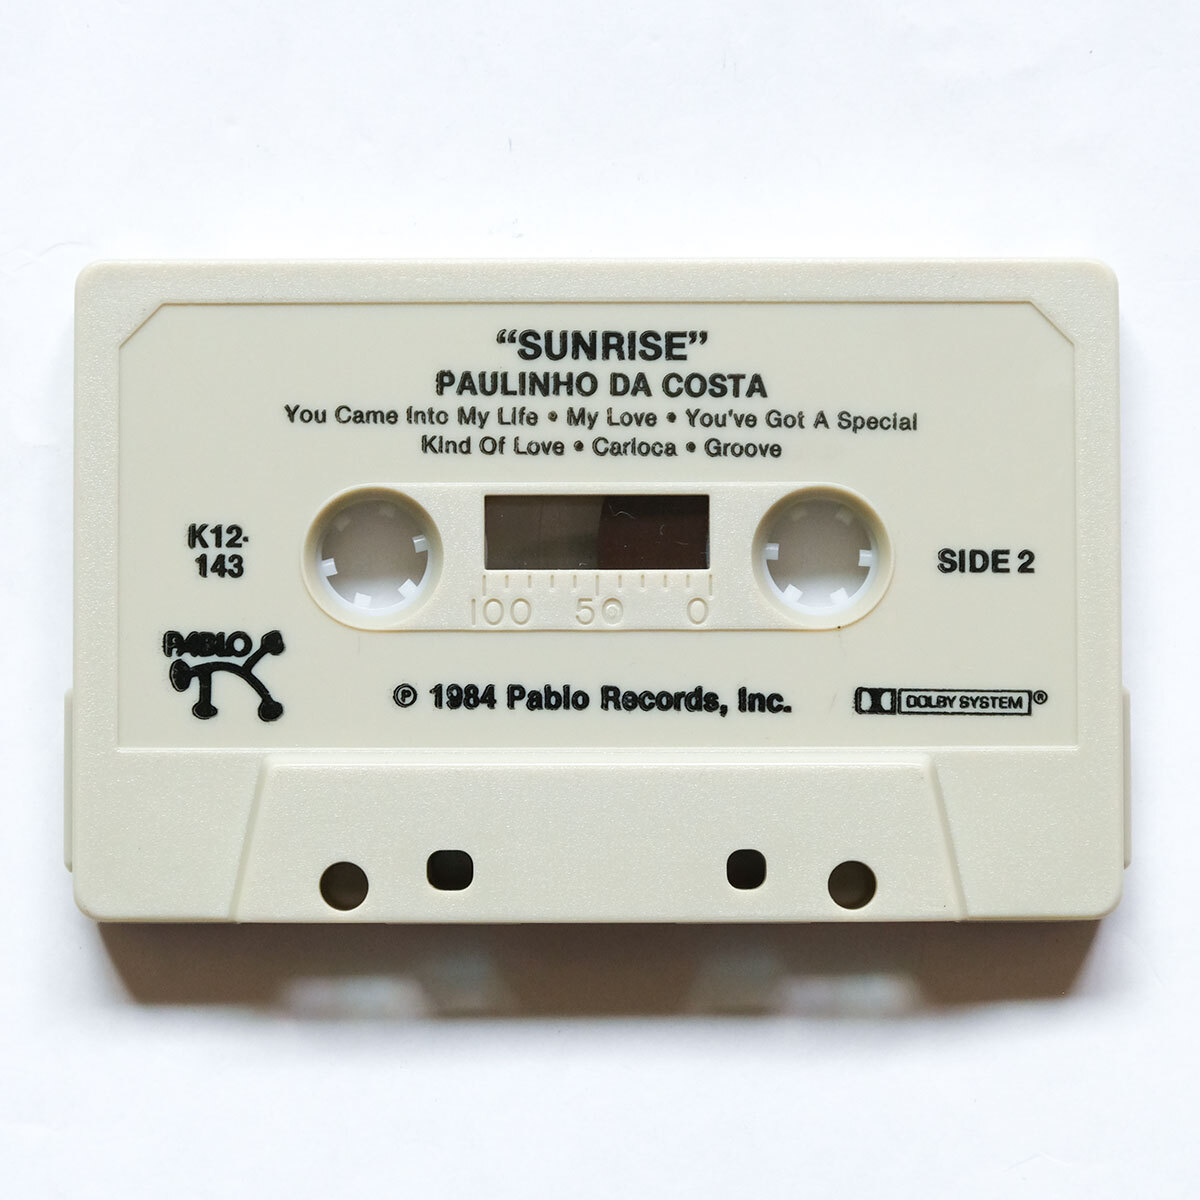 “SUNRISE”
PAULINHO DA COSTA
You Came Into My Life • My Love • You've Got A Special
Kind Of Love • Carioca • Groove
K12-
143
SIDE 2
100 50 0
PABLO
℗ 1984 Pablo Records, Inc.
DOLBY SYSTEM®